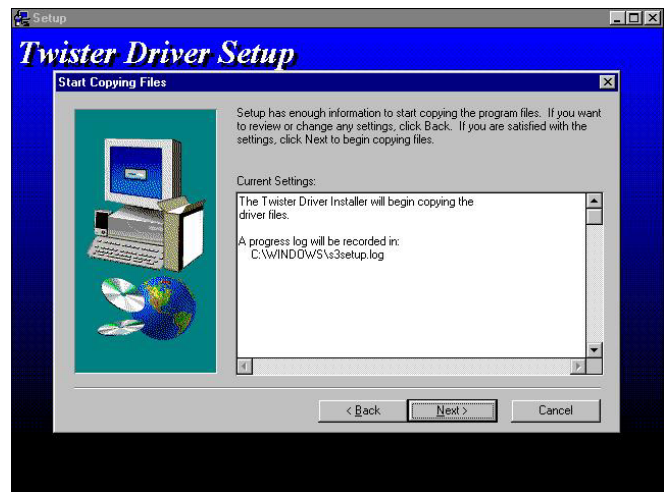 Setup
Twister Driver Setup
Start Copying Files
Setup has enough information to start copying the program files. If you want
to review or change any settings, click Back. If you are satisfied with the
settings, click Next to begin copying files.
Current Settings:
The Twister Driver Installer will begin copying the
driver files.
A progress log will be recorded in:
C:\WINDOWS\s3setup.log
< Back
Next >
Cancel